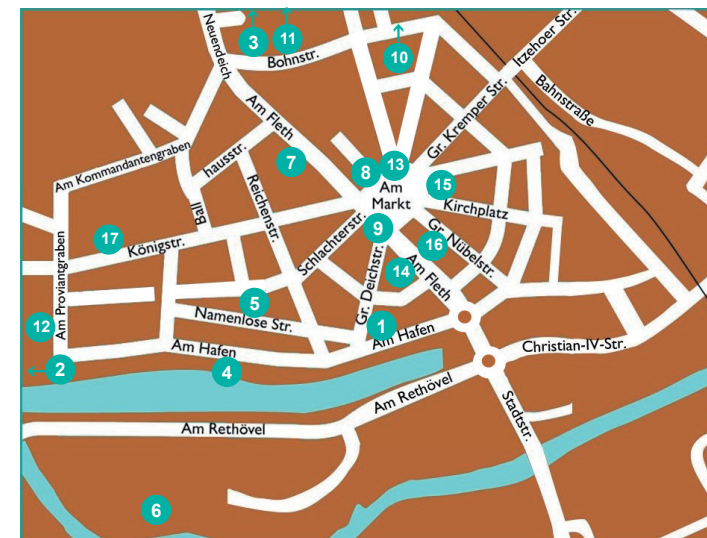 Neuendeich
3
11
Bohnstr.
10
Itzehoer Str.
Bahnstraße
Gr. Kremper Str.
Am Fleth
7
hausstr.
Ball
Am Kommandantengraben
8
13
Am
Markt
15
Kirchplatz
Reichenstr.
17
Königstr.
Schlachterstr.
9
16
Gr. Nübelstr.
14
Am Fleth
Gr. Deichstr.
Am Proviantgraben
12
5
Namenlose Str.
1
Am Hafen
Am Hafen
2
4
Christian-IV-Str.
Am Rethövel
Am Rethövel
Stadtstr.
6